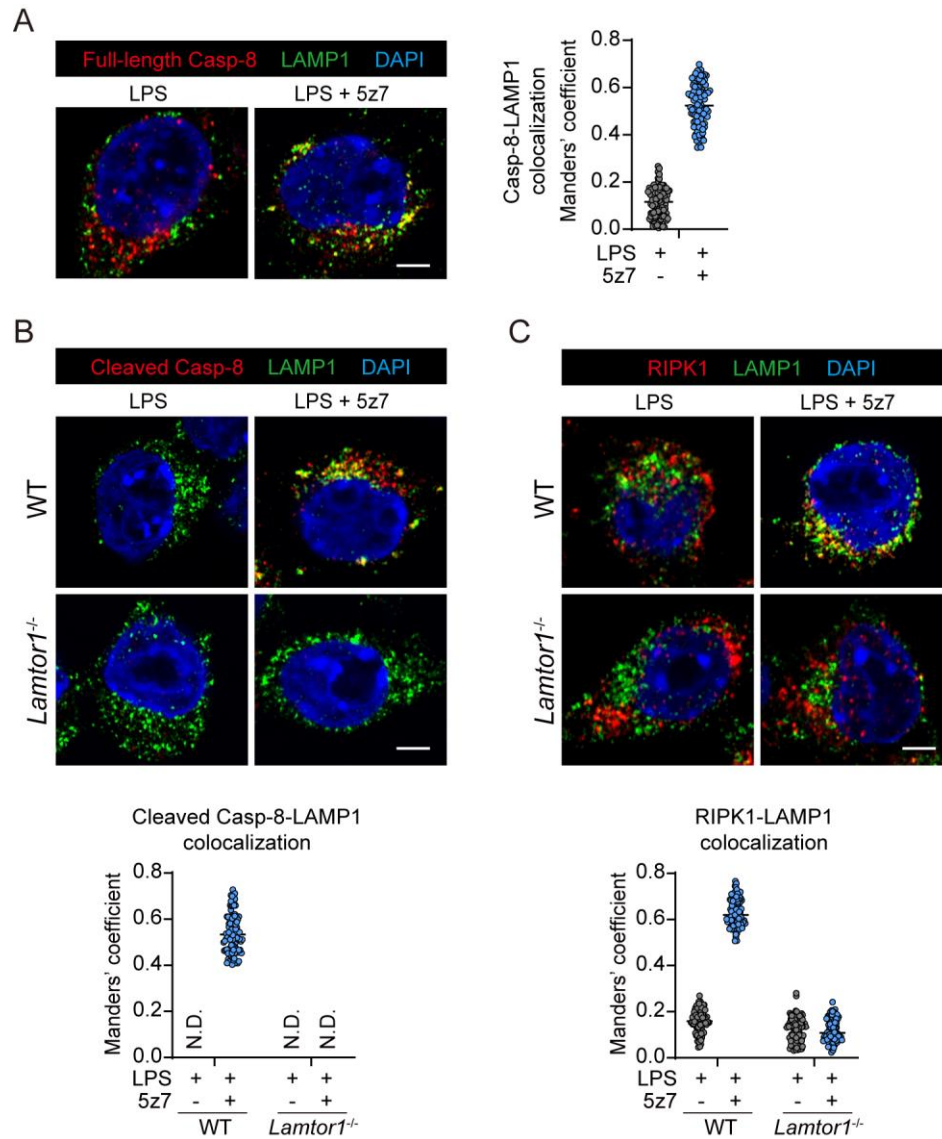 A
Full-length Casp-8 LAMP1 DAPI
LPS LPS + 5z7
Casp-8-LAMP1
colocalization
Manders' coefficient
0.8
0.6
0.4
0.2
0.0
LPS + +
5z7 - +
B
Cleaved Casp-8 LAMP1 DAPI
LPS LPS + 5z7
WT
Lamtor1-/-
Cleaved Casp-8-LAMP1
colocalization
Manders' coefficient
0.8
0.6
0.4
0.2
0.0
N.D. N.D. N.D.
LPS + + + +
5z7 - + - +
WT Lamtor1-/-
C
RIPK1 LAMP1 DAPI
LPS LPS + 5z7
WT
Lamtor1-/-
RIPK1-LAMP1
colocalization
Manders' coefficient
0.8
0.6
0.4
0.2
0.0
LPS + + + +
5z7 - + - +
WT Lamtor1-/-